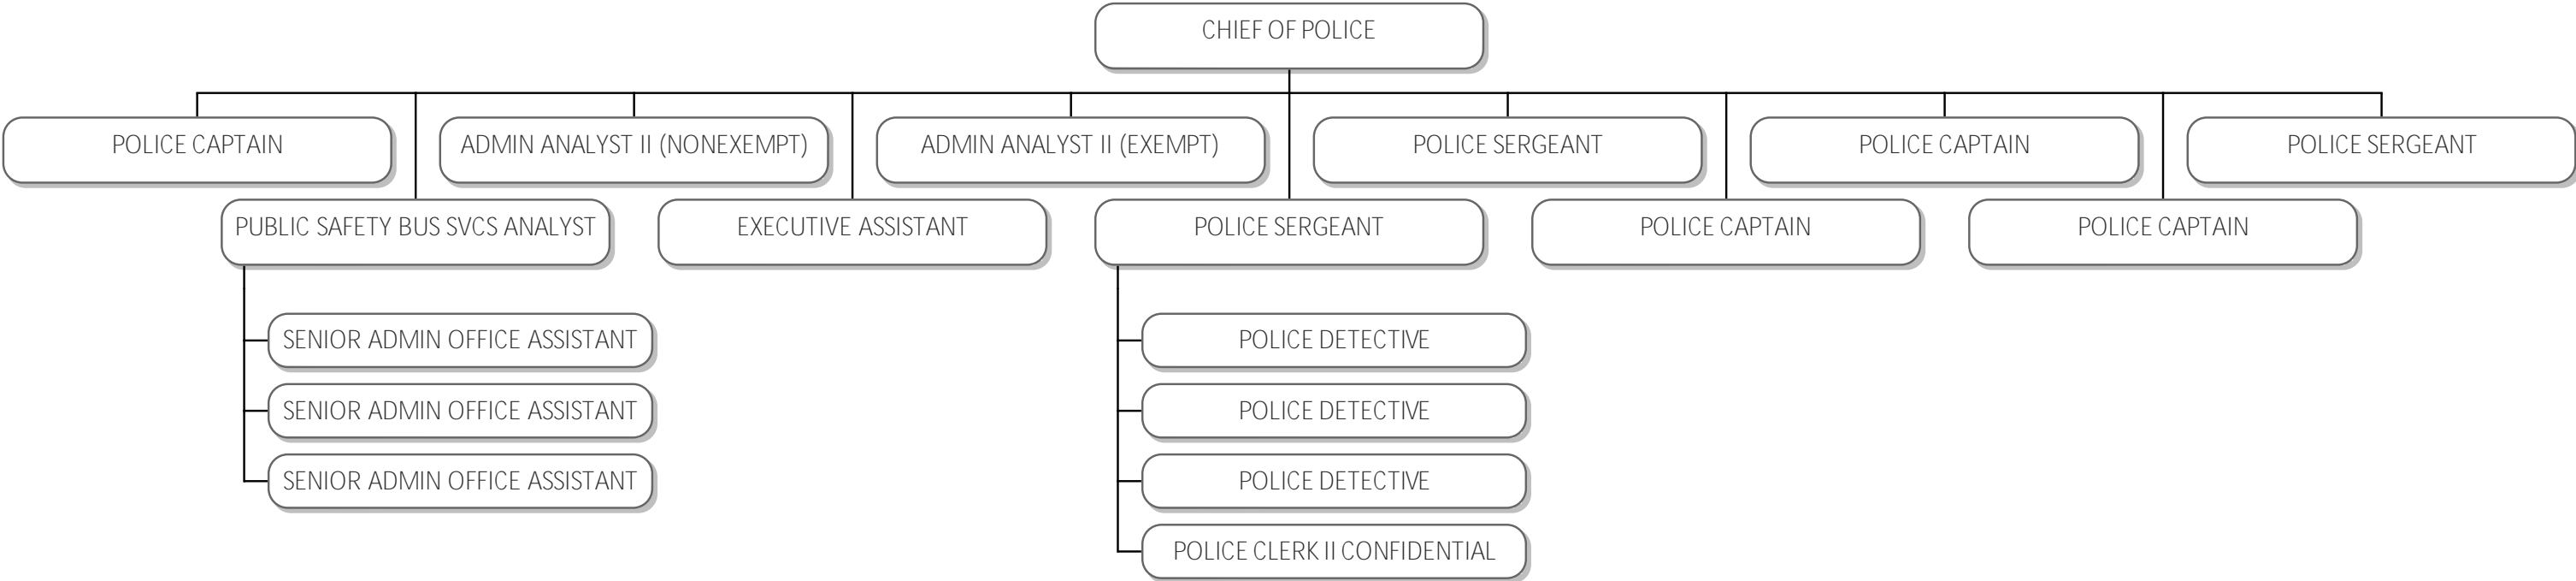 CHIEF OF POLICE
POLICE CAPTAIN
ADMIN ANALYST II (NONEXEMPT)
ADMIN ANALYST II (EXEMPT)
POLICE SERGEANT
POLICE CAPTAIN
POLICE SERGEANT
PUBLIC SAFETY BUS SVCS ANALYST
EXECUTIVE ASSISTANT
POLICE SERGEANT
POLICE CAPTAIN
POLICE CAPTAIN
SENIOR ADMIN OFFICE ASSISTANT
SENIOR ADMIN OFFICE ASSISTANT
SENIOR ADMIN OFFICE ASSISTANT
POLICE DETECTIVE
POLICE DETECTIVE
POLICE DETECTIVE
POLICE CLERK II CONFIDENTIAL